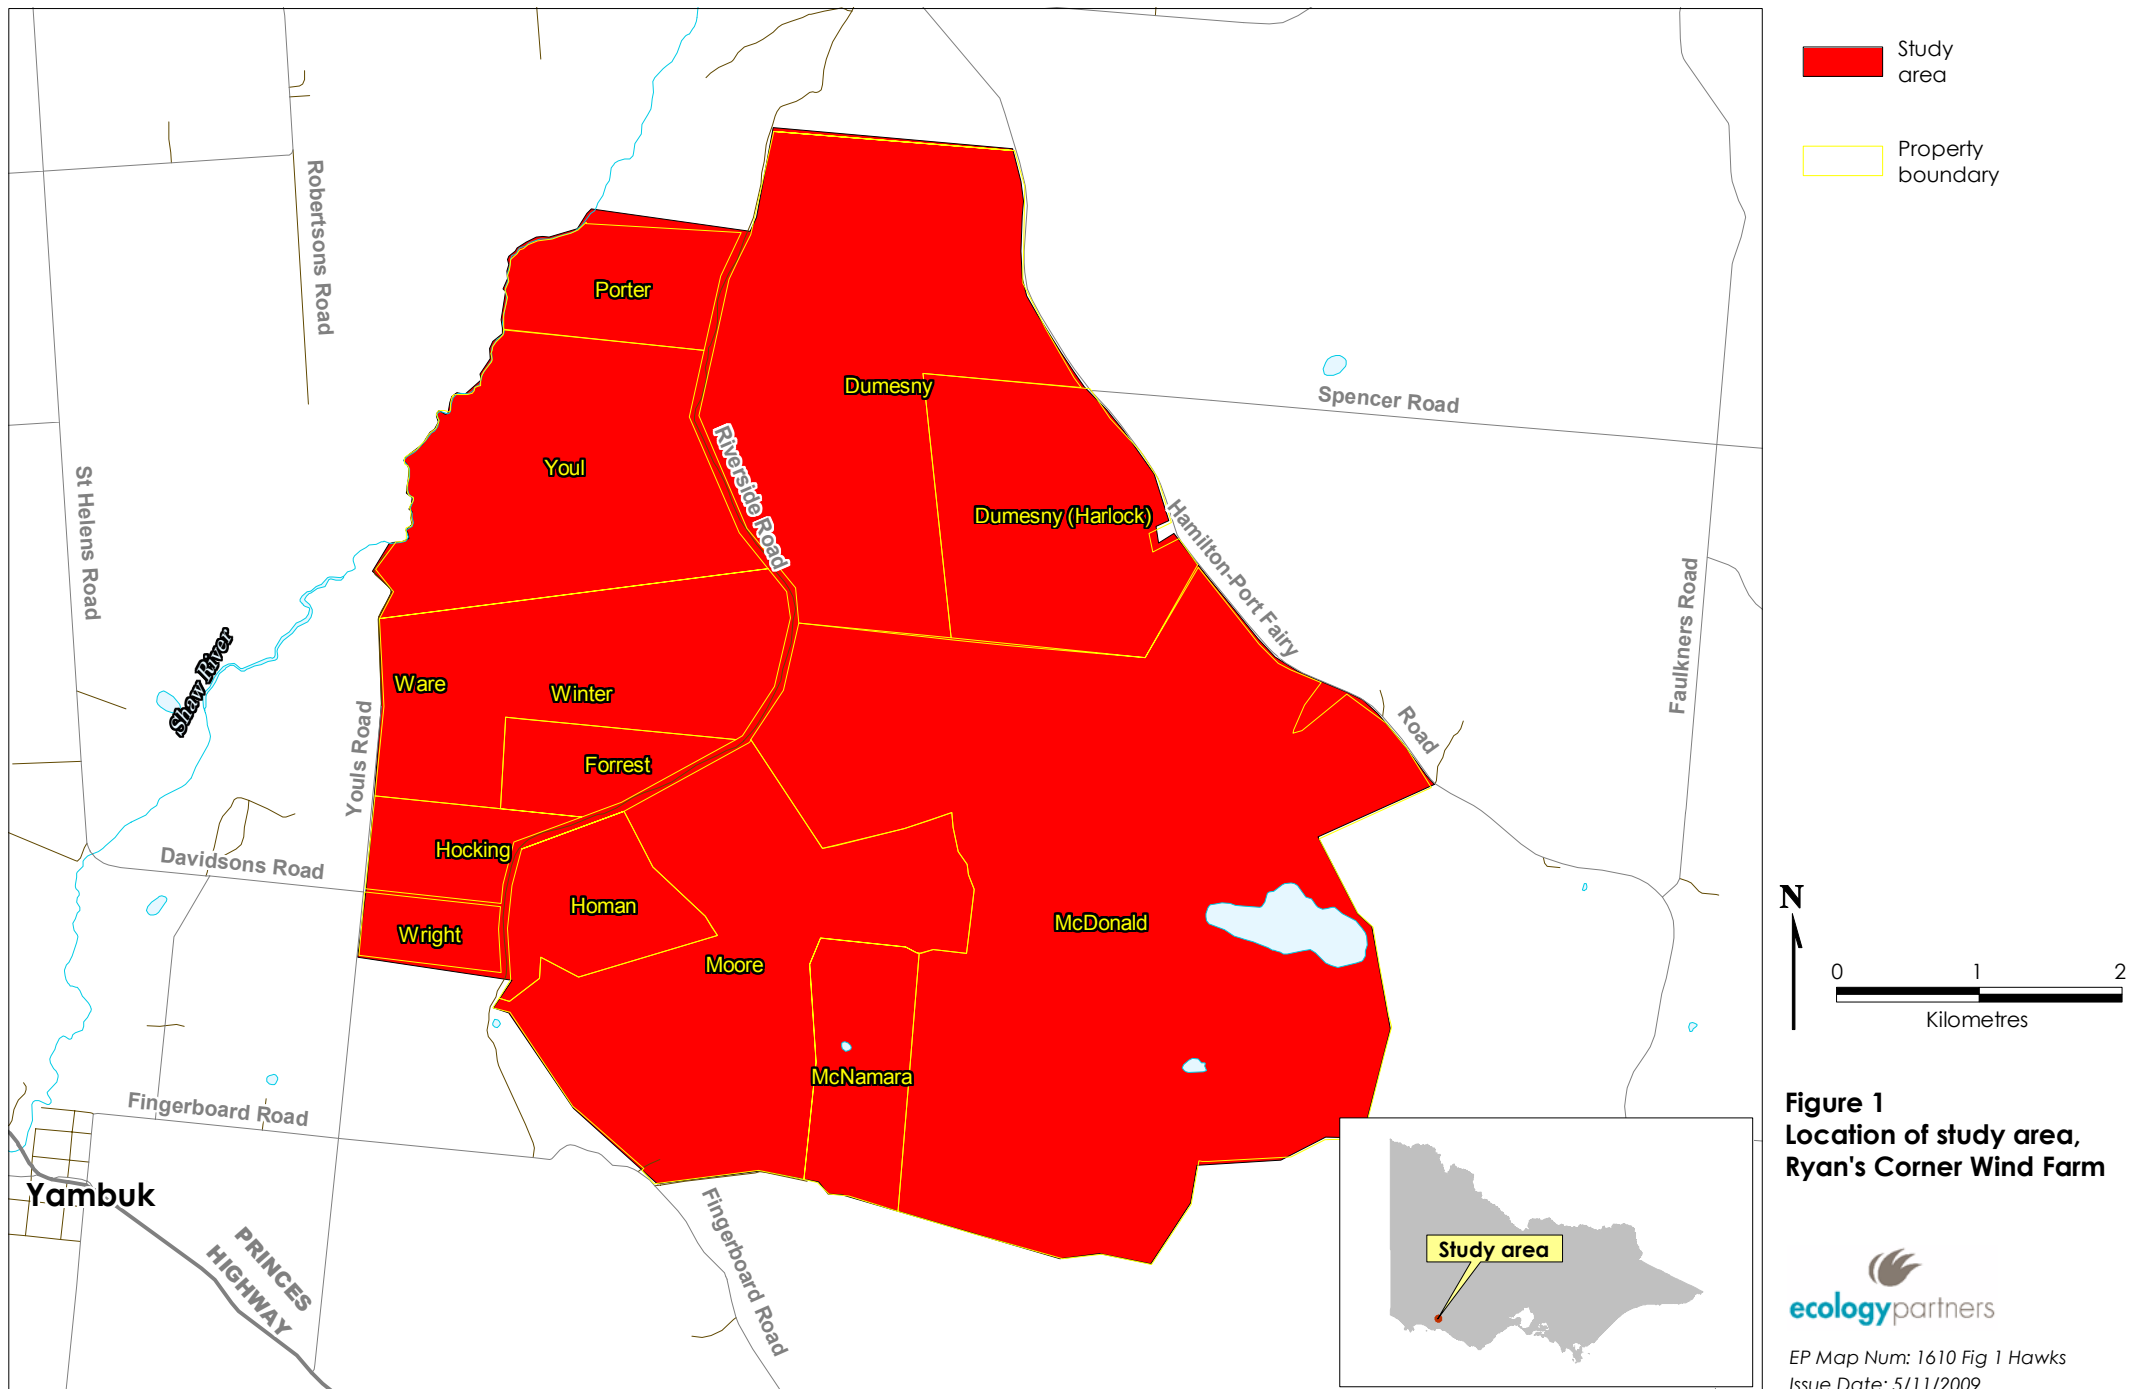 Study
area
Property
boundary
Robertsons Road
Porter
Dumesny
Spencer Road
Riverside Road
Youl
St Helens Road
Dumesny (Harlock)
Hamilton-Port Fairy
Road
Faulkners Road
Shaw River
Ware
Winter
Youls Road
Forrest
Hocking
Davidsons Road
Homan
Wright
McDonald
Moore
McNamara
Fingerboard Road
Yambuk
PRINCES
HIGHWAY
Fingerboard Road
Study area
N
0 1 2
Kilometres
Figure 1
Location of study area,
Ryan's Corner Wind Farm
ecologypartners
EP Map Num: 1610 Fig 1 Hawks
Issue Date: 5/11/2009